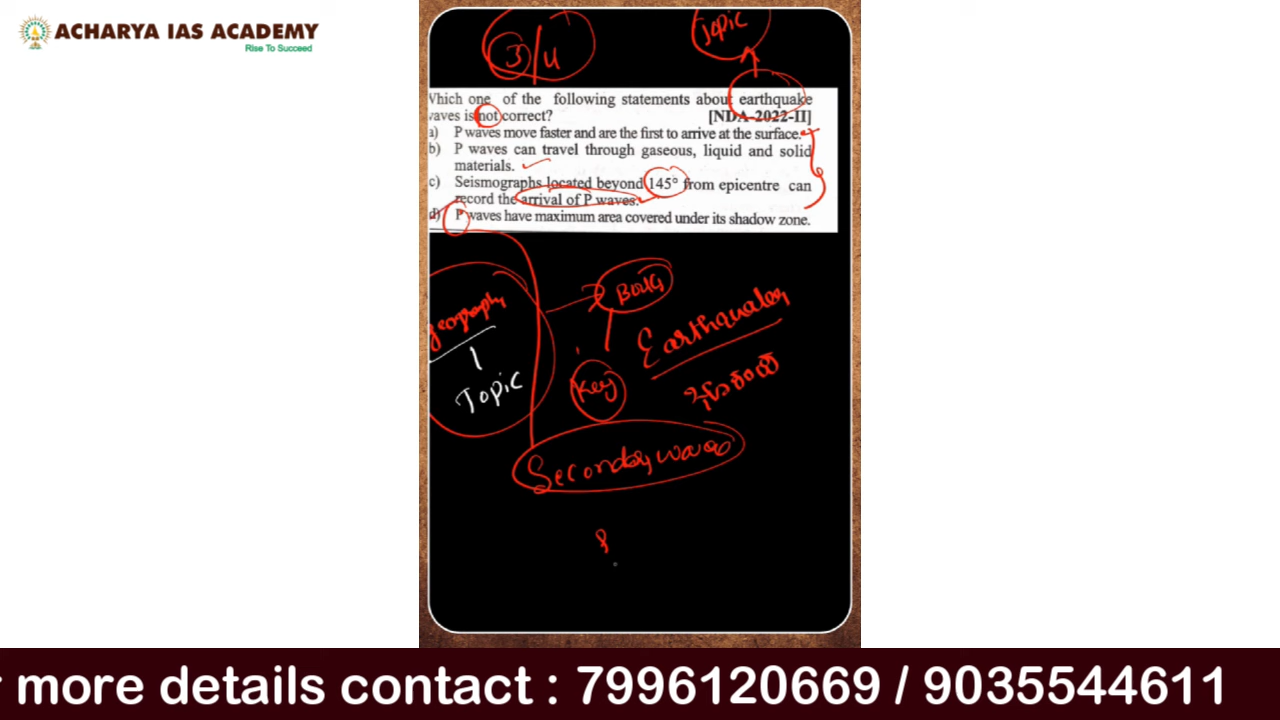 ACHARYA IAS ACADEMY
Rise To Succeed
3/4
Topic
Which one of the following statements about earthquake
waves is not correct? [NDA-2022-II]
a) P waves move faster and are the first to arrive at the surface.
b) P waves can travel through gaseous, liquid and solid
materials.
c) Seismographs located beyond 145° from epicentre can
record the arrival of P waves.
d) P waves have maximum area covered under its shadow zone.
geography
Topic
Key
Earthquakes
Secondary waves
more details contact : 7996120669 / 9035544611